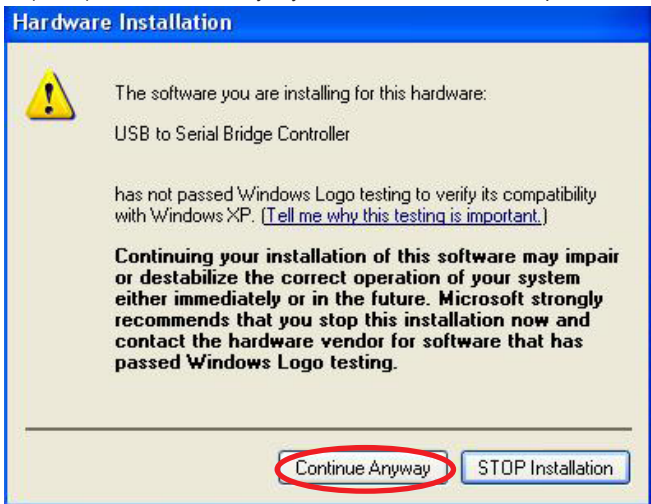 Hardware Installation
The software you are installing for this hardware:
USB to Serial Bridge Controller
has not passed Windows Logo testing to verify its compatibility
with Windows XP. (Tell me why this testing is important.)
Continuing your installation of this software may impair
or destabilize the correct operation of your system
either immediately or in the future. Microsoft strongly
recommends that you stop this installation now and
contact the hardware vendor for software that has
passed Windows Logo testing.
Continue Anyway
STOP Installation